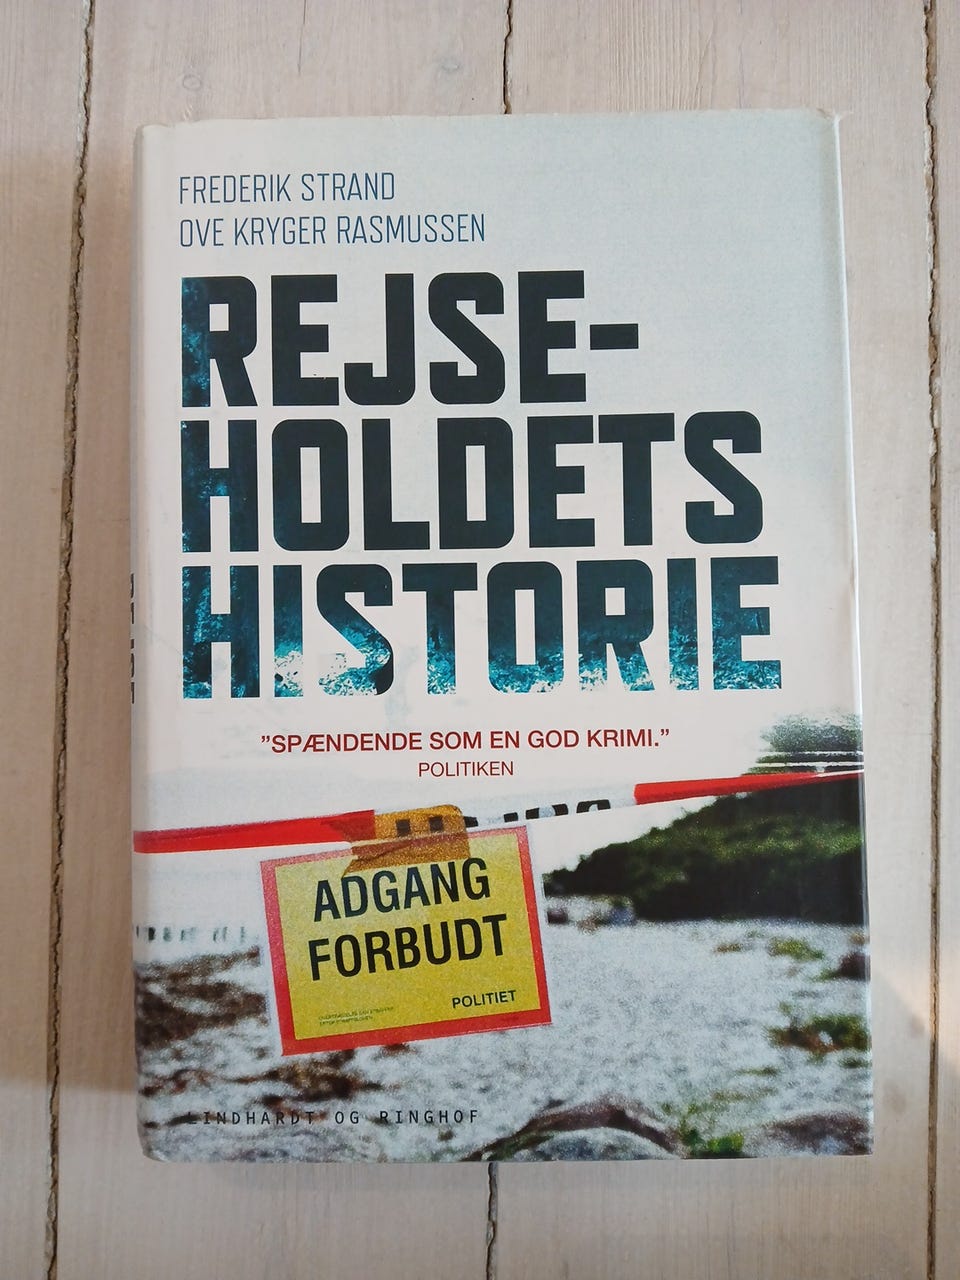 FREDERIK STRAND
OVE KRYGER RASMUSSEN
REJSE-
HOLDETS
HISTORIE
”SPÆNDENDE SOM EN GOD KRIMI.”
POLITIKEN
ADGANG
FORBUDT
POLITIET
LINDHARDT OG RINGHOF